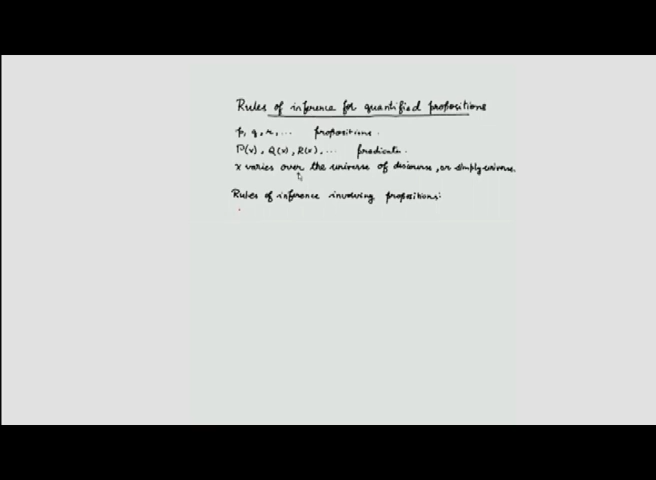 Rules of inference for quantified propositions
p, q, r, ... propositions.
P(x), Q(x), R(x), ... predicate.
x varies over the universe of discourse, or simply universe.
Rules of inference involving propositions: